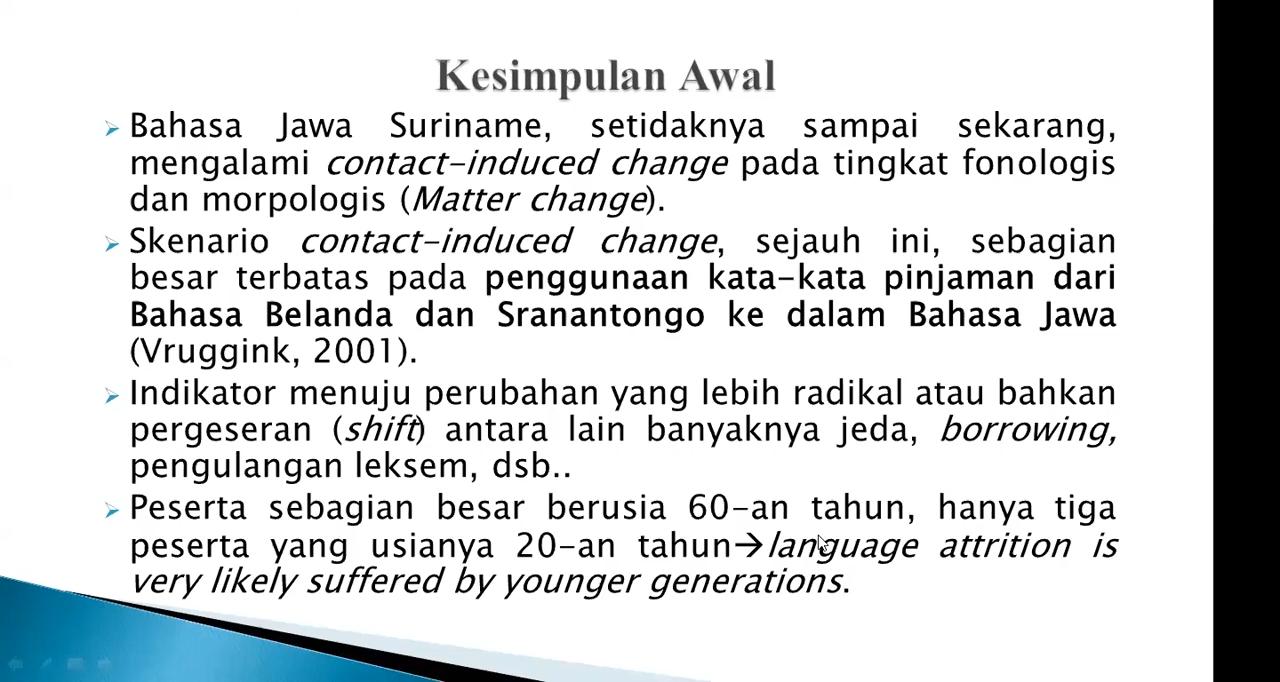 Kesimpulan Awal
➢ Bahasa Jawa Suriname, setidaknya sampai sekarang,
mengalami contact-induced change pada tingkat fonologis
dan morpologis (Matter change).
➢ Skenario contact-induced change, sejauh ini, sebagian
besar terbatas pada penggunaan kata-kata pinjaman dari
Bahasa Belanda dan Sranantongo ke dalam Bahasa Jawa
(Vruggink, 2001).
➢ Indikator menuju perubahan yang lebih radikal atau bahkan
pergeseran (shift) antara lain banyaknya jeda, borrowing,
pengulangan leksem, dsb..
➢ Peserta sebagian besar berusia 60-an tahun, hanya tiga
peserta yang usianya 20-an tahun→language attrition is
very likely suffered by younger generations.